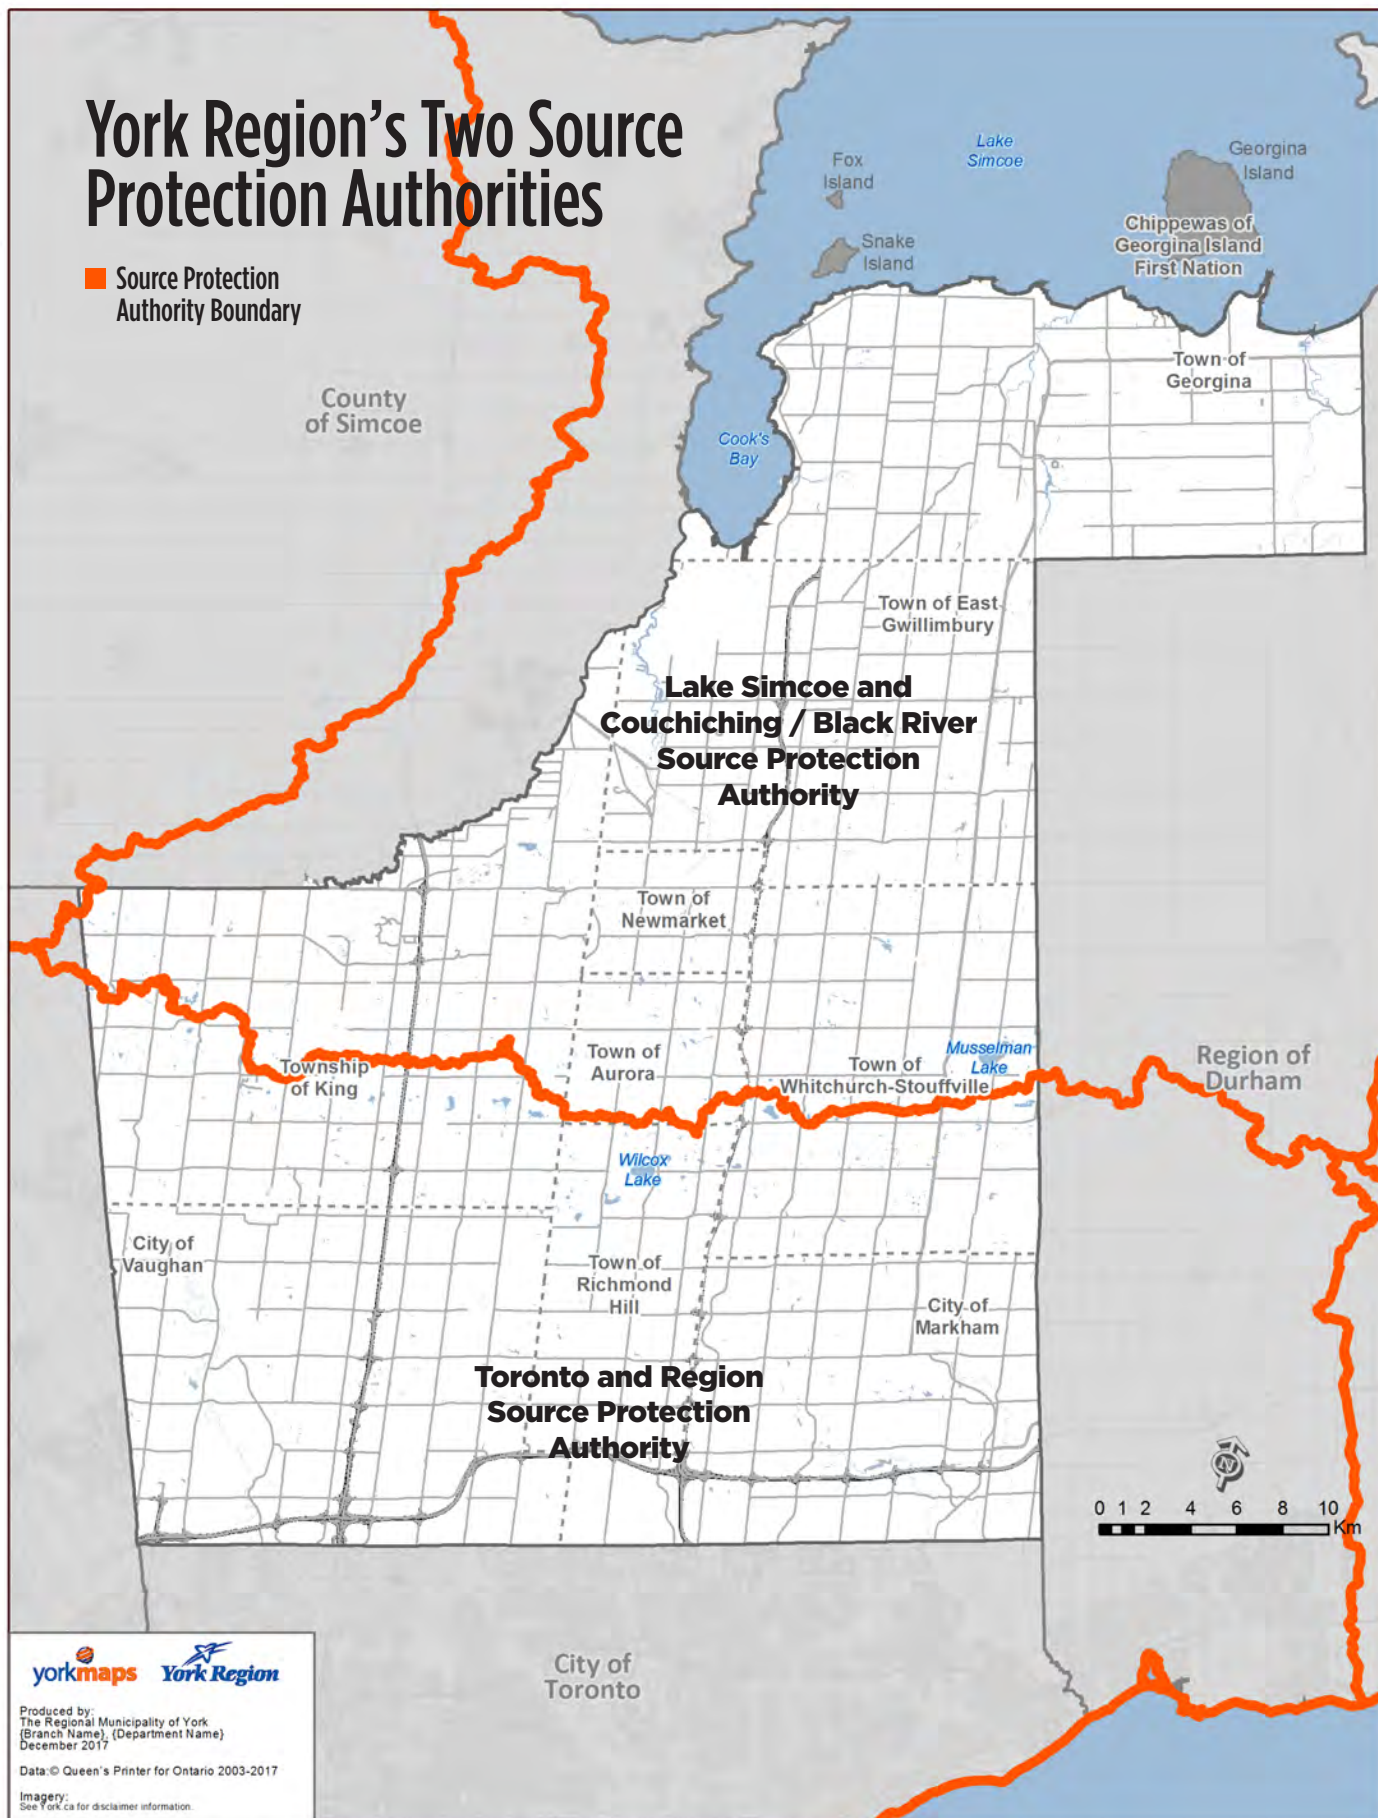 York Region's Two Source
Protection Authorities
Source Protection
Authority Boundary
Lake
Simcoe
Fox
Island
Georgina
Island
Snake
Island
Chippewas of
Georgina Island
First Nation
Town of
Georgina
County
of Simcoe
Cook's
Bay
Town of East
Gwillimbury
Lake Simcoe and
Couchiching / Black River
Source Protection
Authority
Town of
Newmarket
Town of
Aurora
Township
of King
Town of
Whitchurch-Stouffville
Musselman
Lake
Region of
Durham
Wilcox
Lake
City of
Vaughan
Town of
Richmond
Hill
City of
Markham
Toronto and Region
Source Protection
Authority
N
0 1 2 4 6 8 10
Km
City of
Toronto
yorkmaps York Region
Produced by:
The Regional Municipality of York
{Branch Name}, {Department Name}
December 2017
Data:© Queen's Printer for Ontario 2003-2017
Imagery:
See York.ca for disclaimer information.